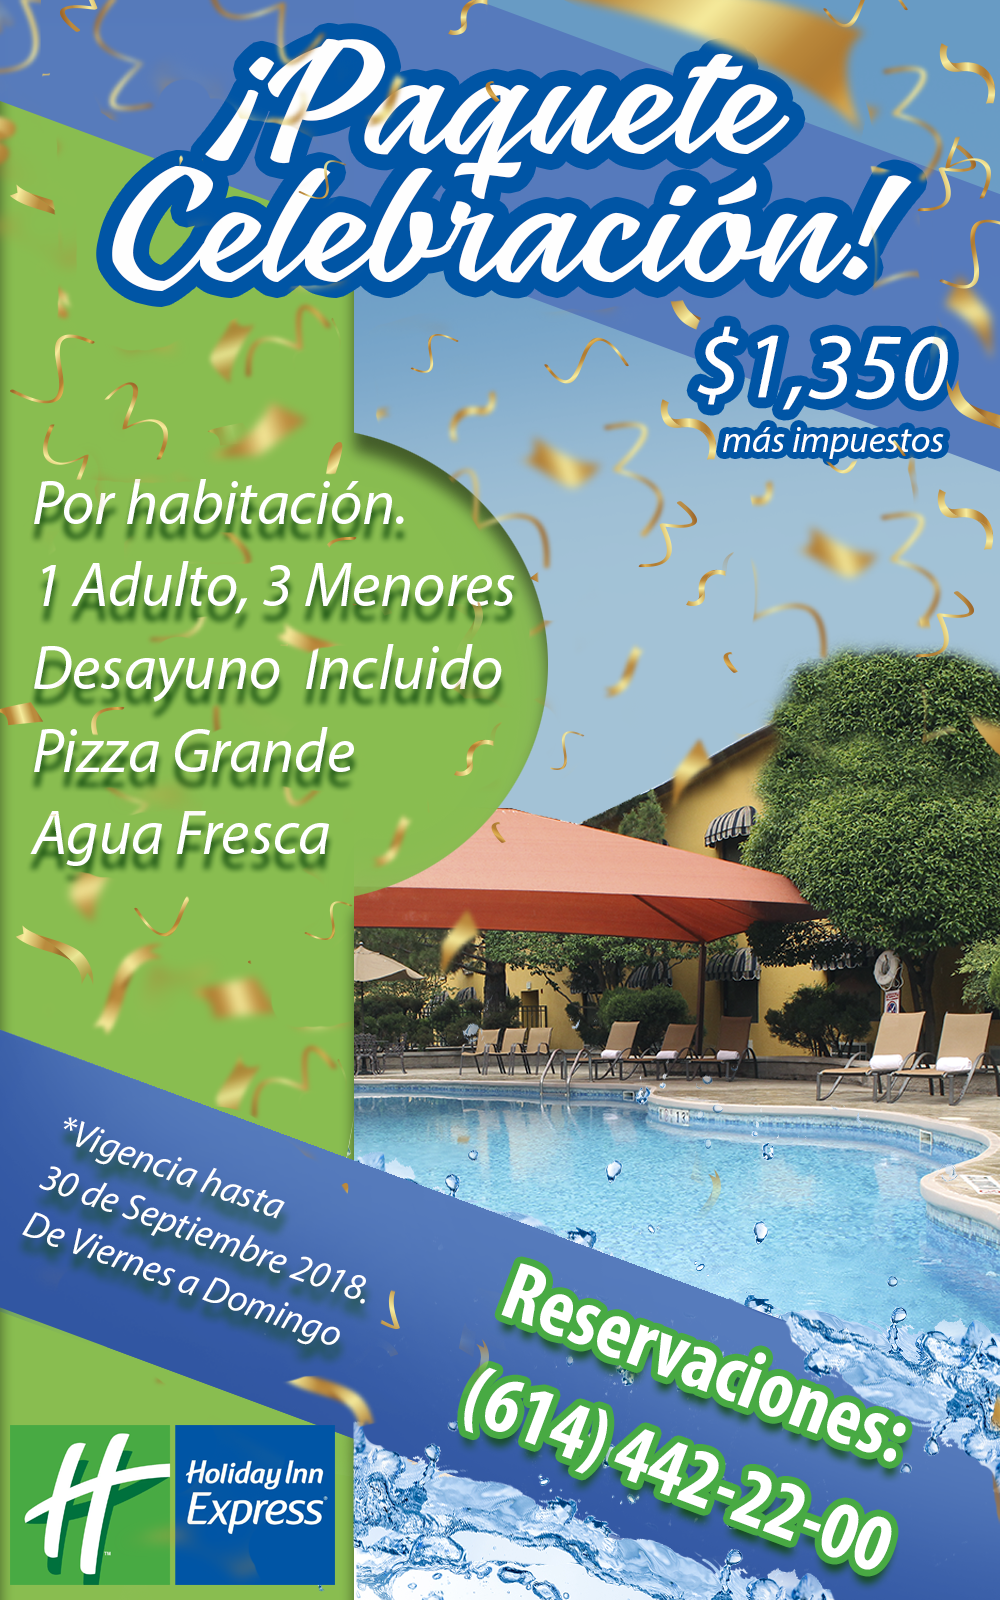 ¡Paquete
Celebración!
$1,350
más impuestos
Por habitación.
1 Adulto, 3 Menores
Desayuno Incluido
Pizza Grande
Agua Fresca
*Vigencia hasta
30 de Septiembre 2018.
De Viernes a Domingo
Reservaciones:
(614) 442-22-00
H
Holiday Inn
Express